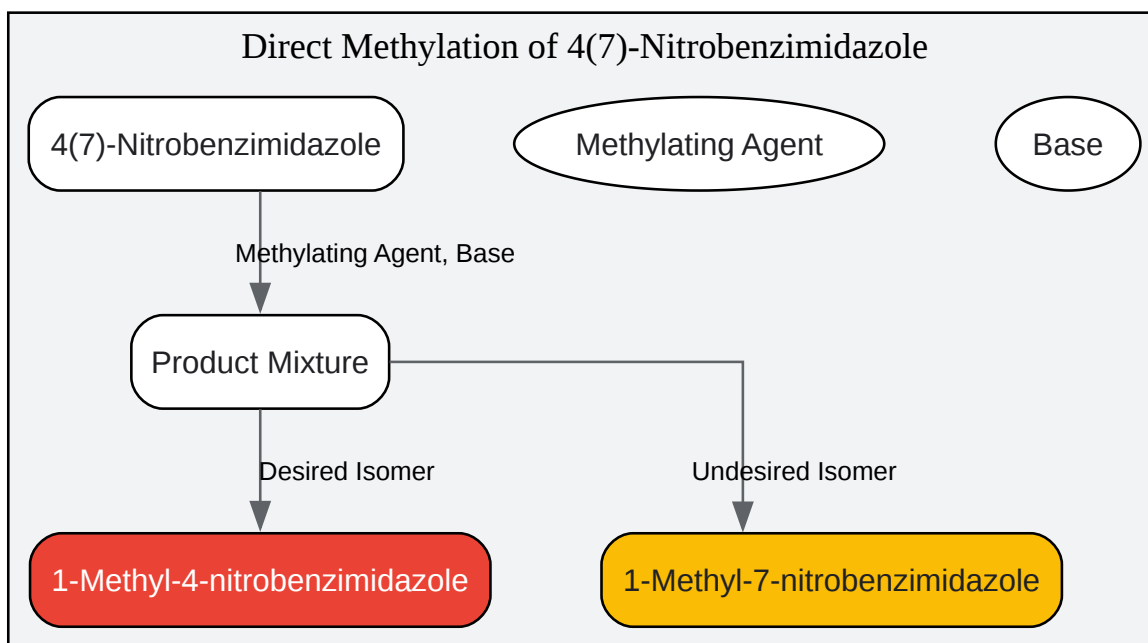 Direct Methylation of 4(7)-Nitrobenzimidazole
4(7)-Nitrobenzimidazole
Methylating Agent
Base
Methylating Agent, Base
Product Mixture
Desired Isomer
Undesired Isomer
1-Methyl-4-nitrobenzimidazole
1-Methyl-7-nitrobenzimidazole